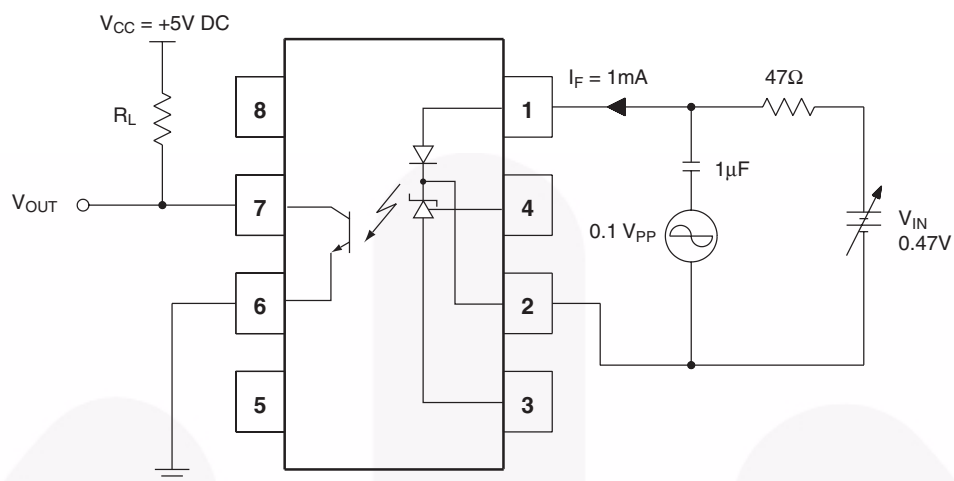 V_CC = +5V DC
R_L
V_OUT
8
7
6
5
1
4
2
3
I_F = 1mA
47Ω
1μF
0.1 V_PP
V_IN
0.47V